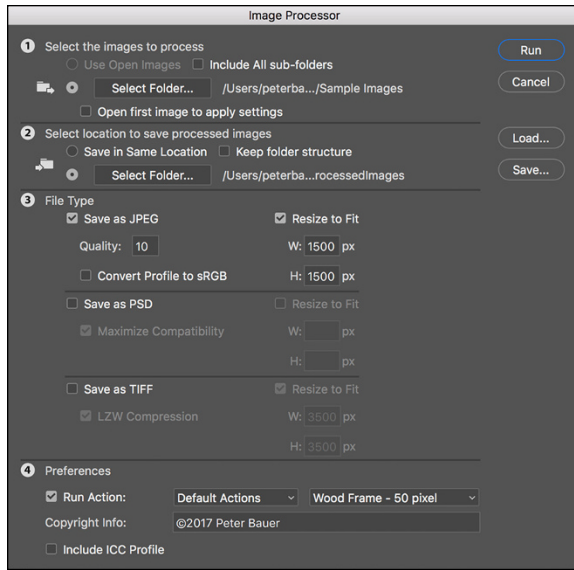 Image Processor
1 Select the images to process
Use Open Images Include All sub-folders
Select Folder... /Users/peterba.../Sample Images
Open first image to apply settings
Run
Cancel
2 Select location to save processed images
Save in Same Location Keep folder structure
Select Folder... /Users/peterba...rocessedImages
Load...
Save...
3 File Type
Save as JPEG Resize to Fit
Quality: 10 W: 1500 px
Convert Profile to sRGB H: 1500 px
Save as PSD Resize to Fit
Maximize Compatibility W: px
H: px
Save as TIFF Resize to Fit
LZW Compression W: 3500 px
H: 3500 px
4 Preferences
Run Action: Default Actions Wood Frame - 50 pixel
Copyright Info: ©2017 Peter Bauer
Include ICC Profile